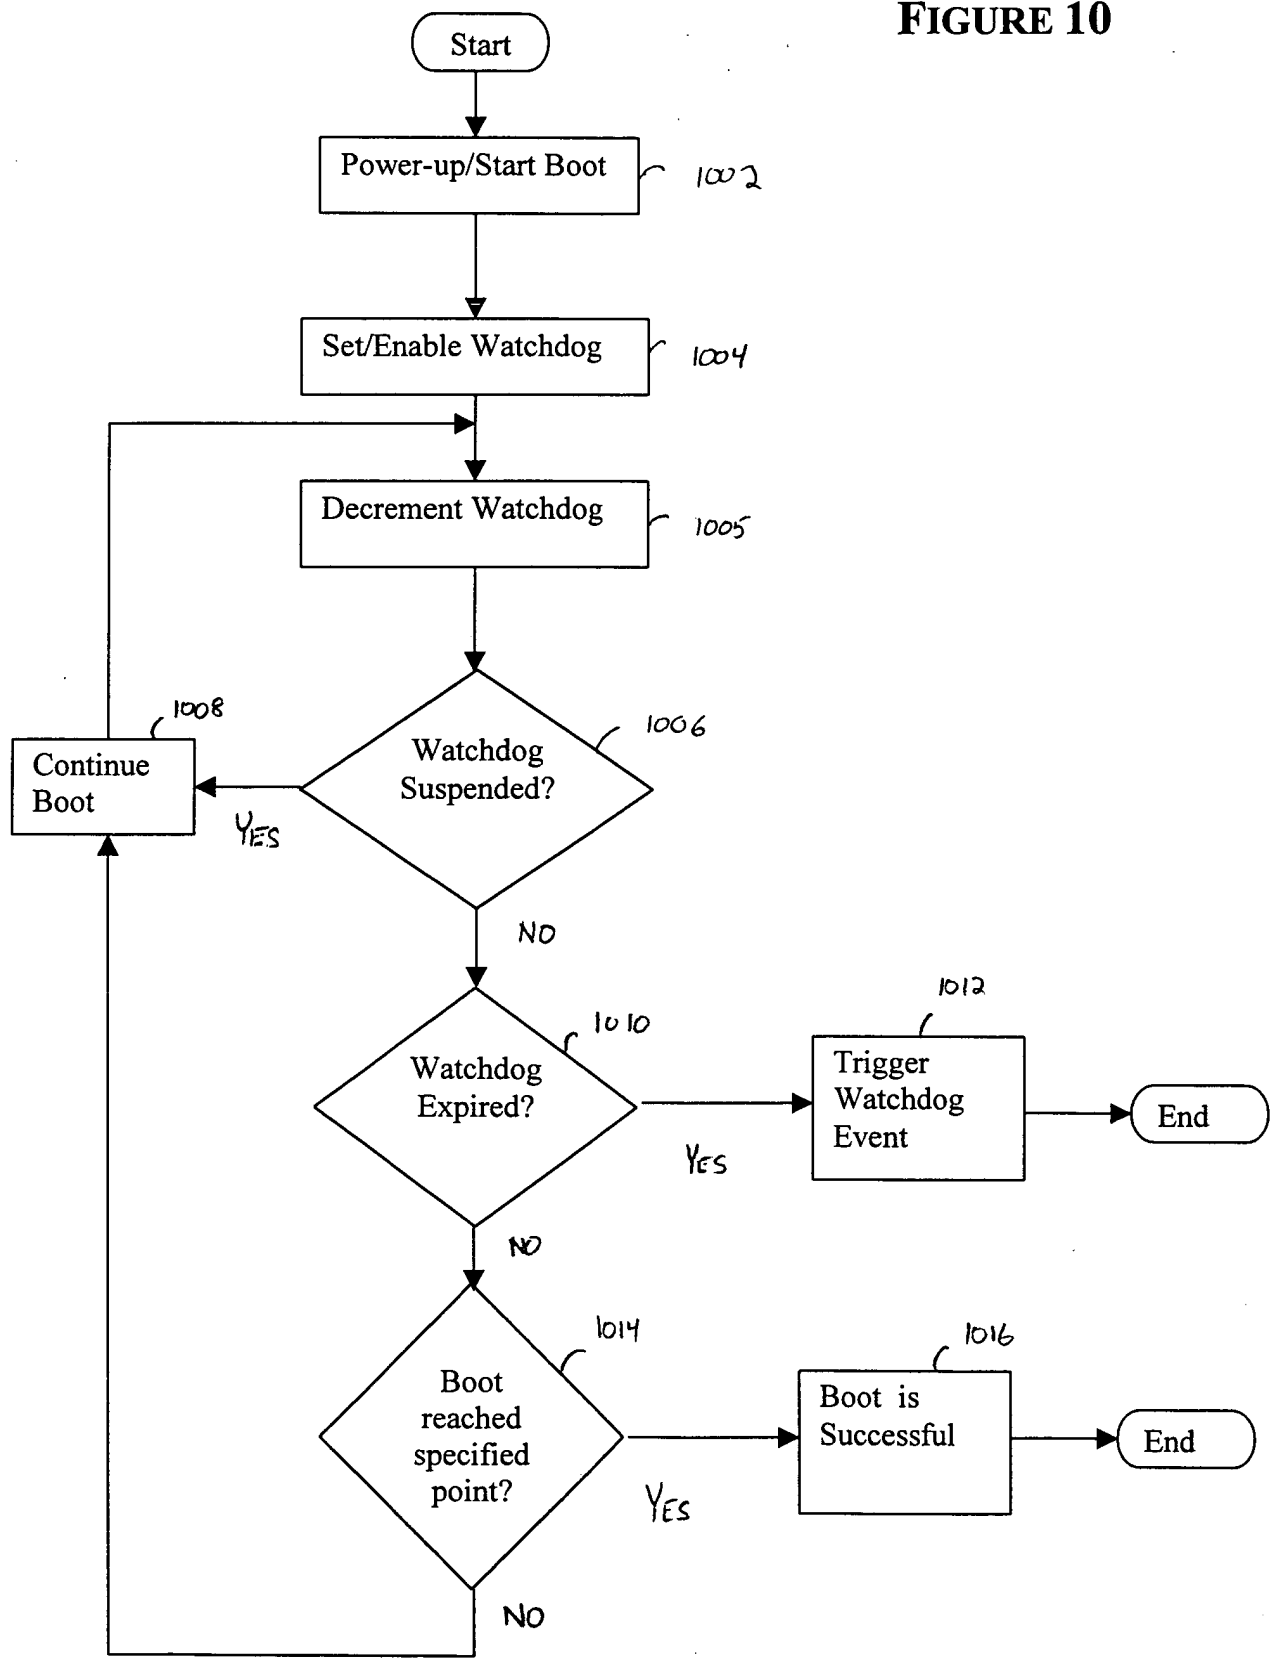 FIGURE 10
Start
Power-up/Start Boot
1002
Set/Enable Watchdog
1004
Decrement Watchdog
1005
1008
Continue
Boot
YES
Watchdog
Suspended?
1006
NO
Watchdog
Expired?
1010
YES
1012
Trigger
Watchdog
Event
End
NO
Boot
reached
specified
point?
1014
YES
1016
Boot is
Successful
End
NO